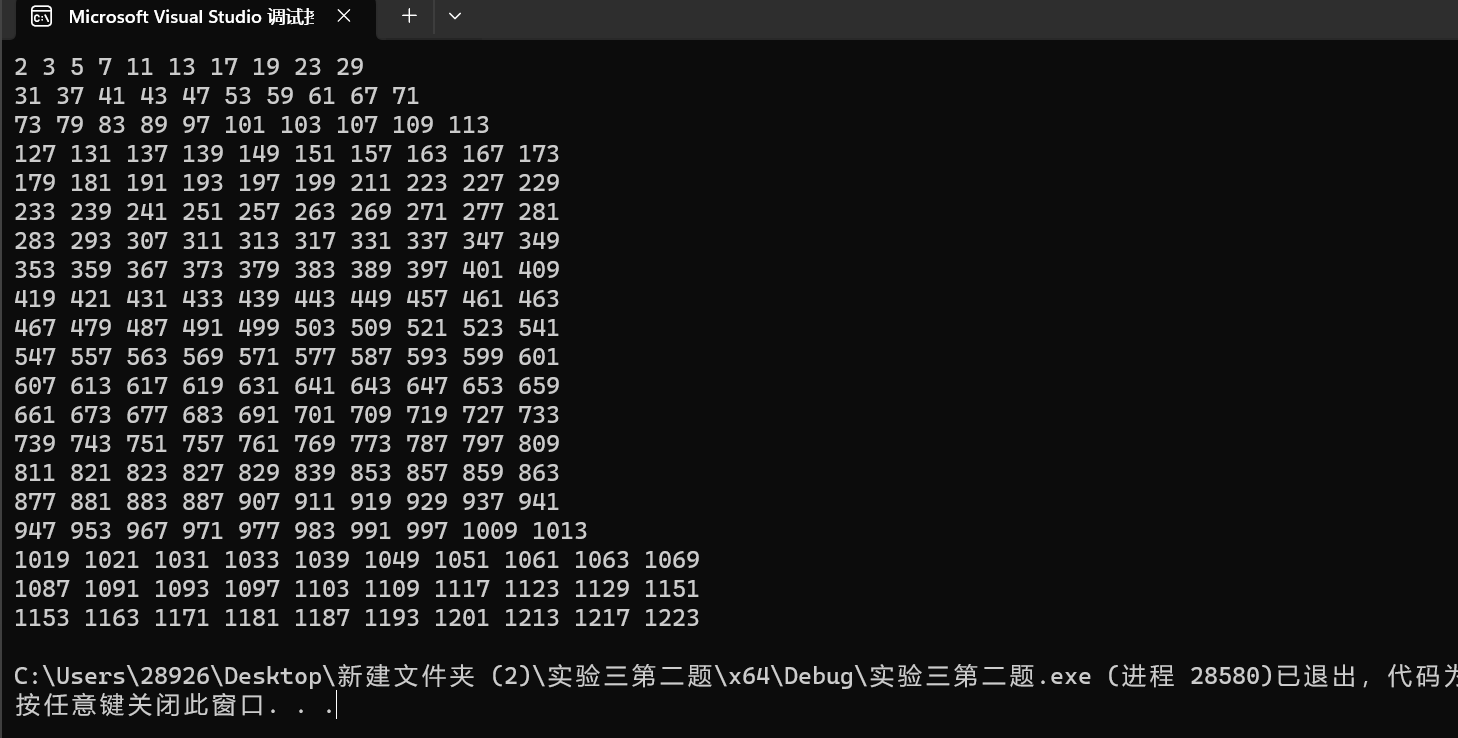 Microsoft Visual Studio 调试
2 3 5 7 11 13 17 19 23 29
31 37 41 43 47 53 59 61 67 71
73 79 83 89 97 101 103 107 109 113
127 131 137 139 149 151 157 163 167 173
179 181 191 193 197 199 211 223 227 229
233 239 241 251 257 263 269 271 277 281
283 293 307 311 313 317 331 337 347 349
353 359 367 373 379 383 389 397 401 409
419 421 431 433 439 443 449 457 461 463
467 479 487 491 499 503 509 521 523 541
547 557 563 569 571 577 587 593 599 601
607 613 617 619 631 641 643 647 653 659
661 673 677 683 691 701 709 719 727 733
739 743 751 757 761 769 773 787 797 809
811 821 823 827 829 839 853 857 859 863
877 881 883 887 907 911 919 929 937 941
947 953 967 971 977 983 991 997 1009 1013
1019 1021 1031 1033 1039 1049 1051 1061 1063 1069
1087 1091 1093 1097 1103 1109 1117 1123 1129 1151
1153 1163 1171 1181 1187 1193 1201 1213 1217 1223
C:\Users\28926\Desktop\新建文件夹 (2)\实验三第二题\x64\Debug\实验三第二题.exe (进程 28580)已退出，代码为
按任意键关闭此窗口. . .